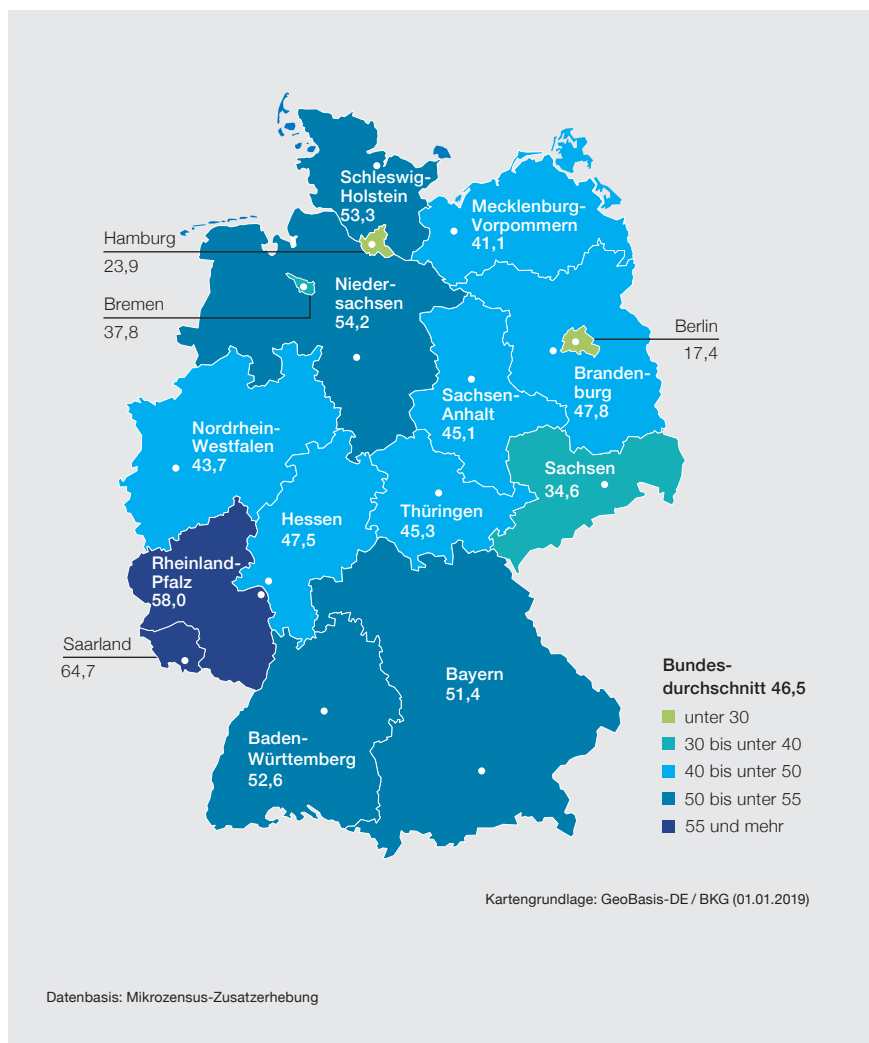 Schleswig-
Holstein
53,3
Mecklenburg-
Vorpommern
41,1
Hamburg
23,9
Bremen
37,8
Nieder-
sachsen
54,2
Berlin
17,4
Branden-
burg
47,8
Sachsen-
Anhalt
45,1
Nordrhein-
Westfalen
43,7
Sachsen
34,6
Hessen
47,5
Thüringen
45,3
Rheinland-
Pfalz
58,0
Saarland
64,7
Bayern
51,4
Baden-
Württemberg
52,6
Bundes-
durchschnitt 46,5
unter 30
30 bis unter 40
40 bis unter 50
50 bis unter 55
55 und mehr
Kartengrundlage: GeoBasis-DE / BKG (01.01.2019)
Datenbasis: Mikrozensus-Zusatzerhebung